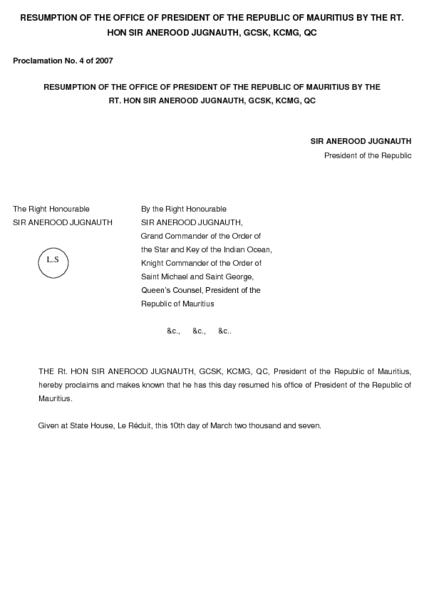 RESUMPTION OF THE OFFICE OF PRESIDENT OF THE REPUBLIC OF MAURITIUS BY THE RT.
HON SIR ANEROOD JUGNAUTH, GCSK, KCMG, QC
Proclamation No. 4 of 2007
RESUMPTION OF THE OFFICE OF PRESIDENT OF THE REPUBLIC OF MAURITIUS BY THE
RT. HON SIR ANEROOD JUGNAUTH, GCSK, KCMG, QC
SIR ANEROOD JUGNAUTH
President of the Republic
The Right Honourable
SIR ANEROOD JUGNAUTH
L.S
By the Right Honourable
SIR ANEROOD JUGNAUTH,
Grand Commander of the Order of
the Star and Key of the Indian Ocean,
Knight Commander of the Order of
Saint Michael and Saint George,
Queen's Counsel, President of the
Republic of Mauritius
&c., &c., &c..
THE Rt. HON SIR ANEROOD JUGNAUTH, GCSK, KCMG, QC, President of the Republic of Mauritius,
hereby proclaims and makes known that he has this day resumed his office of President of the Republic of
Mauritius.
Given at State House, Le Réduit, this 10th day of March two thousand and seven.